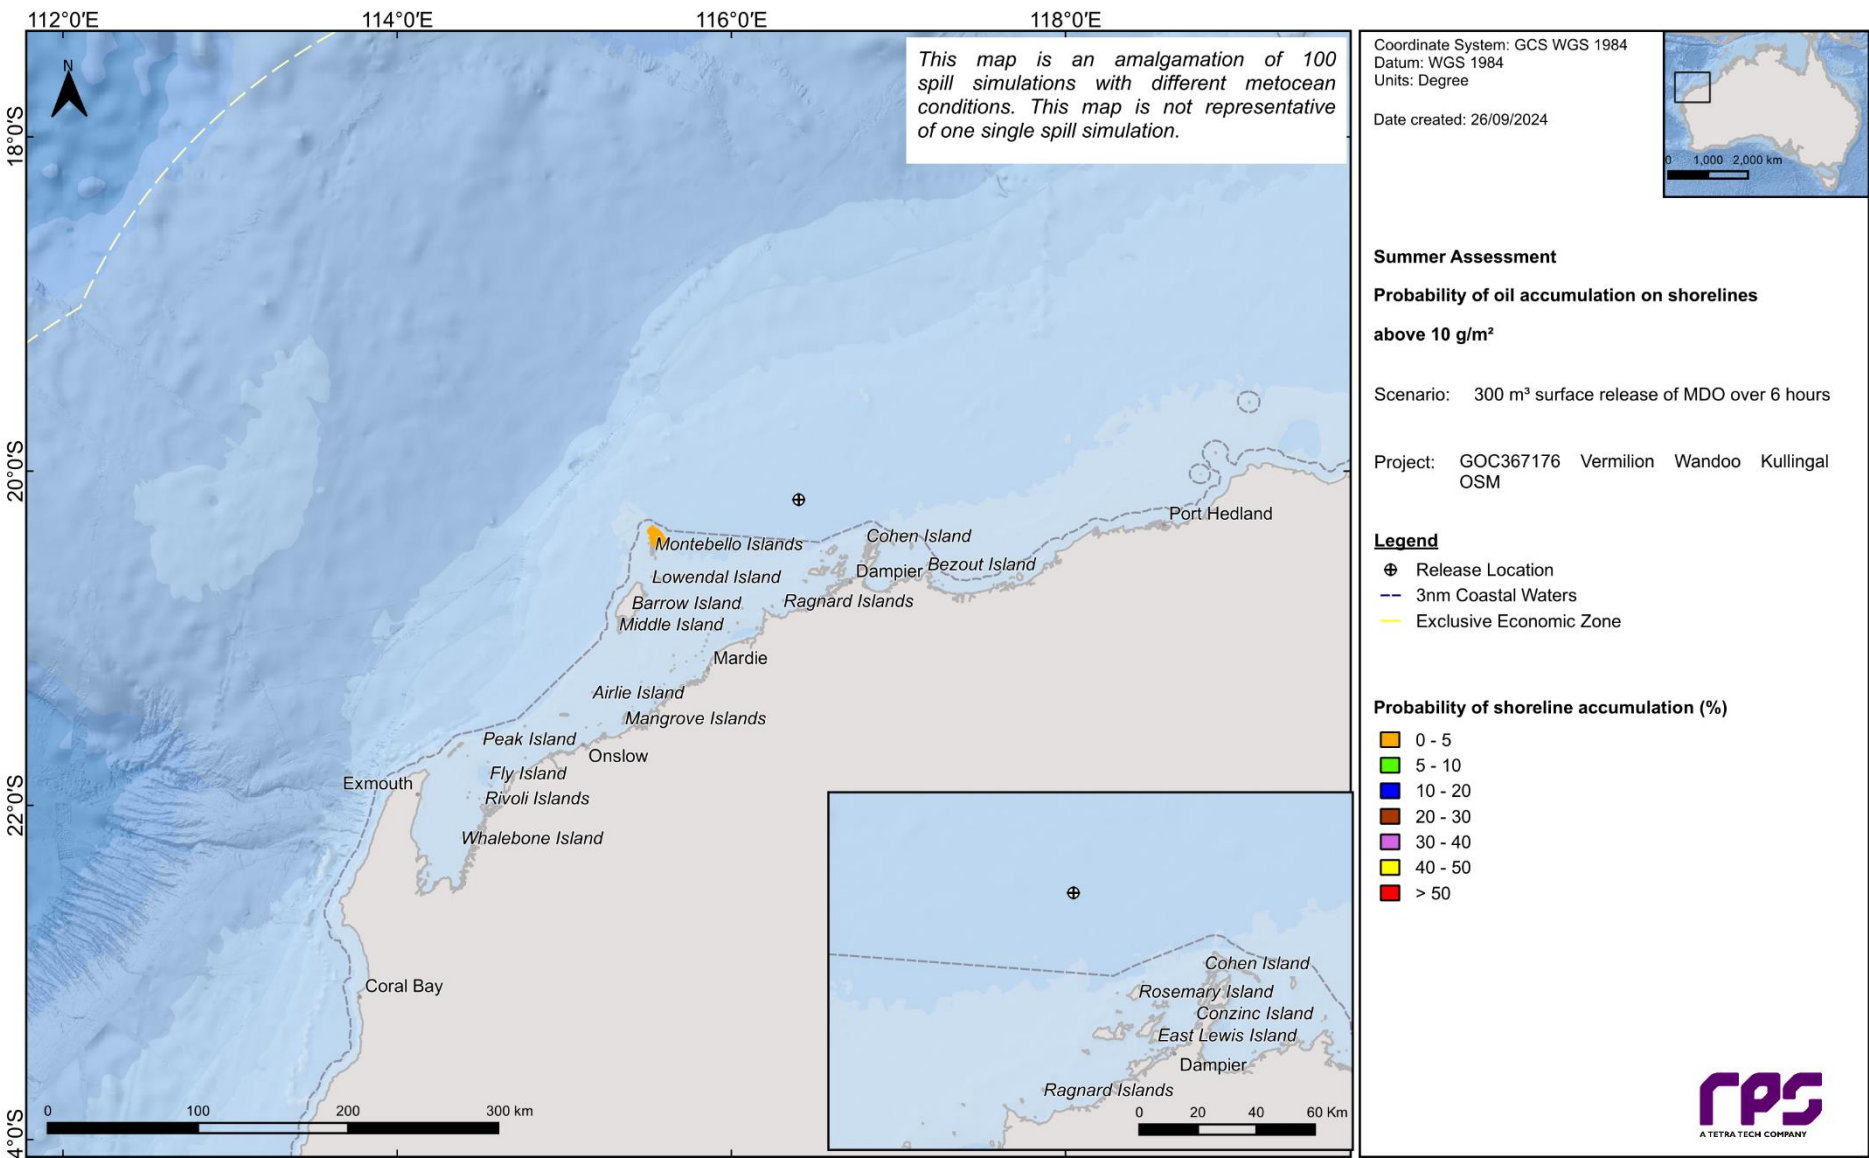 112°0′E
114°0′E
116°0′E
118°0′E
18°0′S
20°0′S
22°0′S
4°0′S
N
This map is an amalgamation of 100
spill simulations with different metocean
conditions. This map is not representative
of one single spill simulation.
Port Hedland
Cohen Island
Montebello Islands
Bezout Island
Dampier
Lowendal Island
Barrow Island
Ragnard Islands
Middle Island
Mardie
Airlie Island
Mangrove Islands
Peak Island
Onslow
Fly Island
Exmouth
Rivoli Islands
Whalebone Island
Coral Bay
0 100 200 300 km
Cohen Island
Rosemary Island
Conzinc Island
East Lewis Island
Dampier
Ragnard Islands
0 20 40 60 Km
Coordinate System: GCS WGS 1984
Datum: WGS 1984
Units: Degree
Date created: 26/09/2024
0 1,000 2,000 km
Summer Assessment
Probability of oil accumulation on shorelines
above 10 g/m²
Scenario: 300 m³ surface release of MDO over 6 hours
Project: GOC367176 Vermilion Wandoo Kullingal
OSM
Legend
Release Location
3nm Coastal Waters
Exclusive Economic Zone
Probability of shoreline accumulation (%)
0 - 5
5 - 10
10 - 20
20 - 30
30 - 40
40 - 50
> 50
rps
A TETRA TECH COMPANY